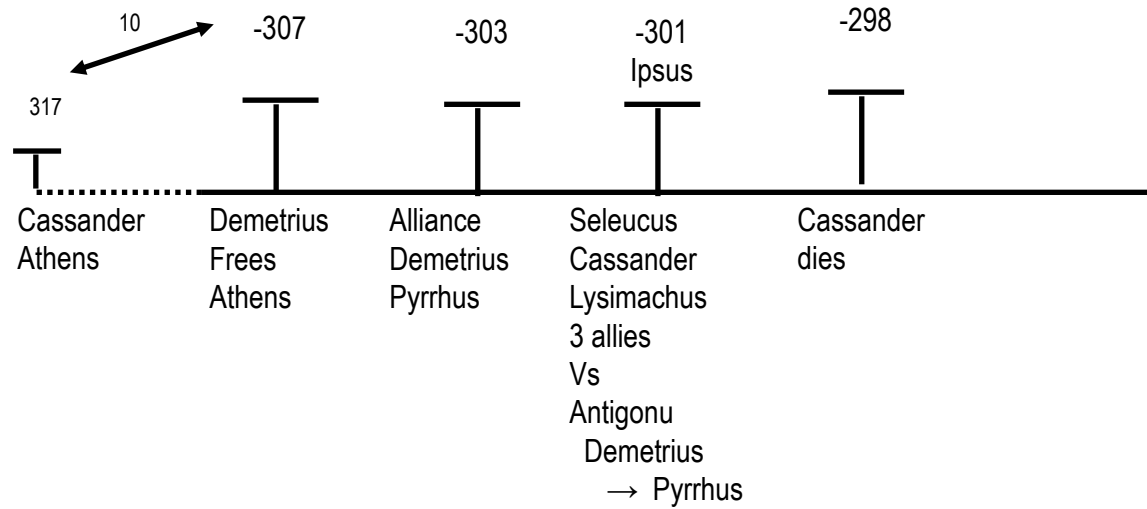 10
-307
-303
-301
Ipsus
-298
317
Cassander
Athens
Demetrius
Frees
Athens
Alliance
Demetrius
Pyrrhus
Seleucus
Cassander
Lysimachus
3 allies
Vs
Antigonu
Demetrius
→ Pyrrhus
Cassander
dies